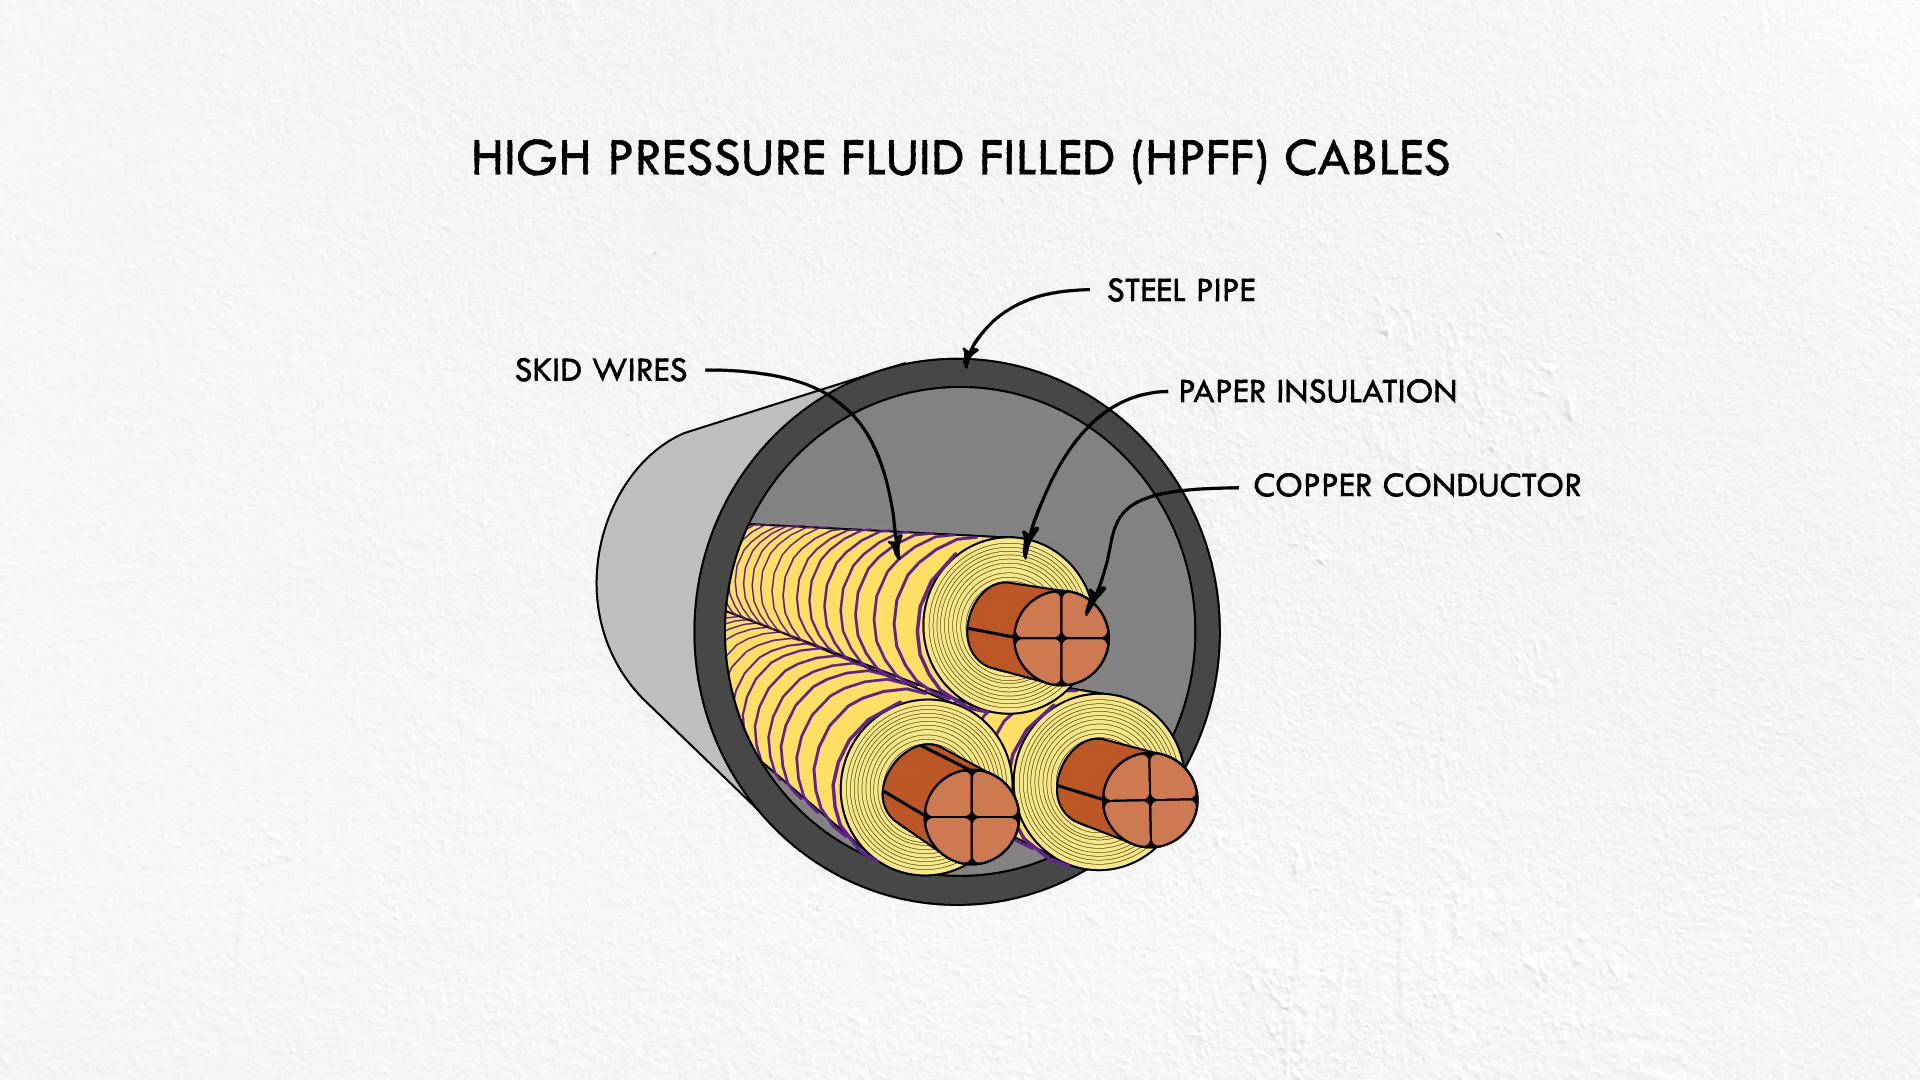 HIGH PRESSURE FLUID FILLED (HPFF) CABLES
STEEL PIPE
SKID WIRES
PAPER INSULATION
COPPER CONDUCTOR